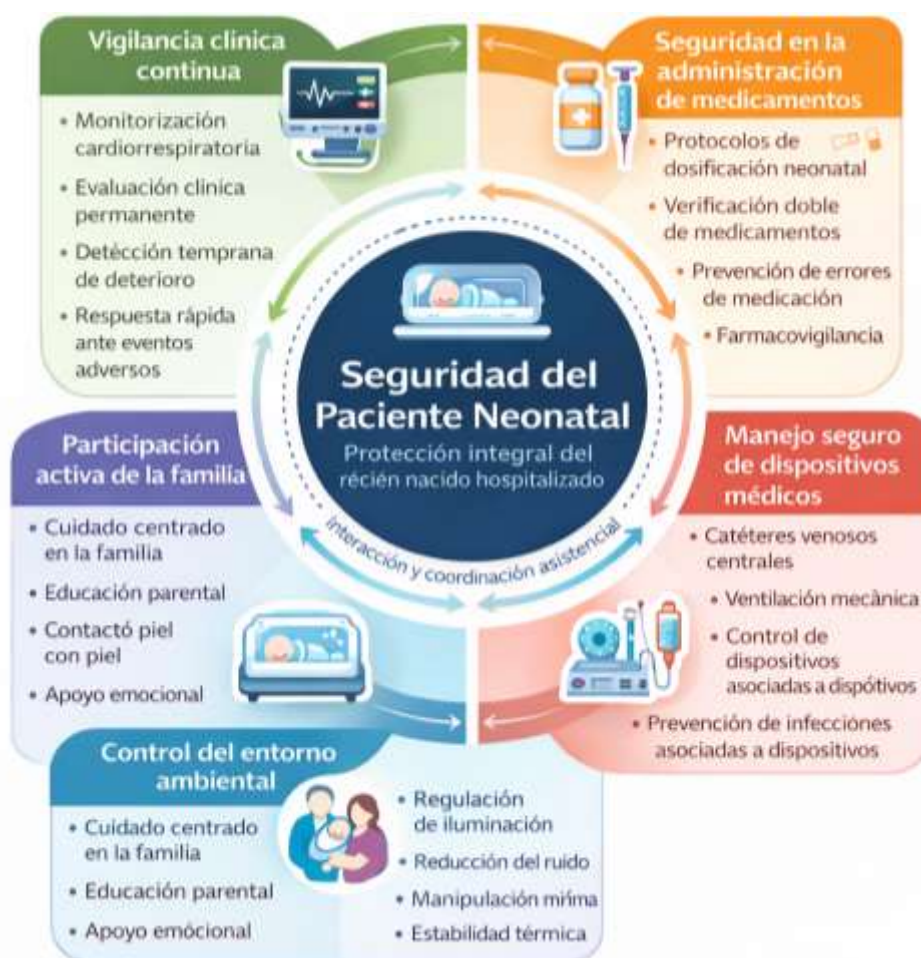 Vigilancia clínica
continua
• Monitorización
cardiorrespiratoria
• Evaluación clínica
permanente
• Detécción temprana
de deterioro
• Respuesta rápida
ante eventos
adversos
Seguridad en la
administración
de medicamentos
• Protocolos de
dosificación neonatal
• Verificación doble
de medicamentos
• Prevención de errores
de medicación
• Farmacovigilancia
Seguridad del
Paciente Neonatal
Protección integral del
récién nacido hospitalizado
Interacción y coordinación asistencial
Participación
activa de la familia
• Cuidado centrado
en la familia
• Educación parental
• Contactó piel
con piel
• Apoyo emocional
Manejo seguro
de dispositivos
médicos
• Catéteres venosos
centrales
• Ventilación mecànica
• Control de
dispositivos
asociadas a dispótivos
• Prevención de infecciónes
asociadas a dispositivos
Control del entorno
ambiental
• Cuidado centrado
en la familia
• Educación parental
• Apoyo emócional
• Regulación
de iluminación
• Reducción del ruido
• Manipulación
• Estabilidad térmica